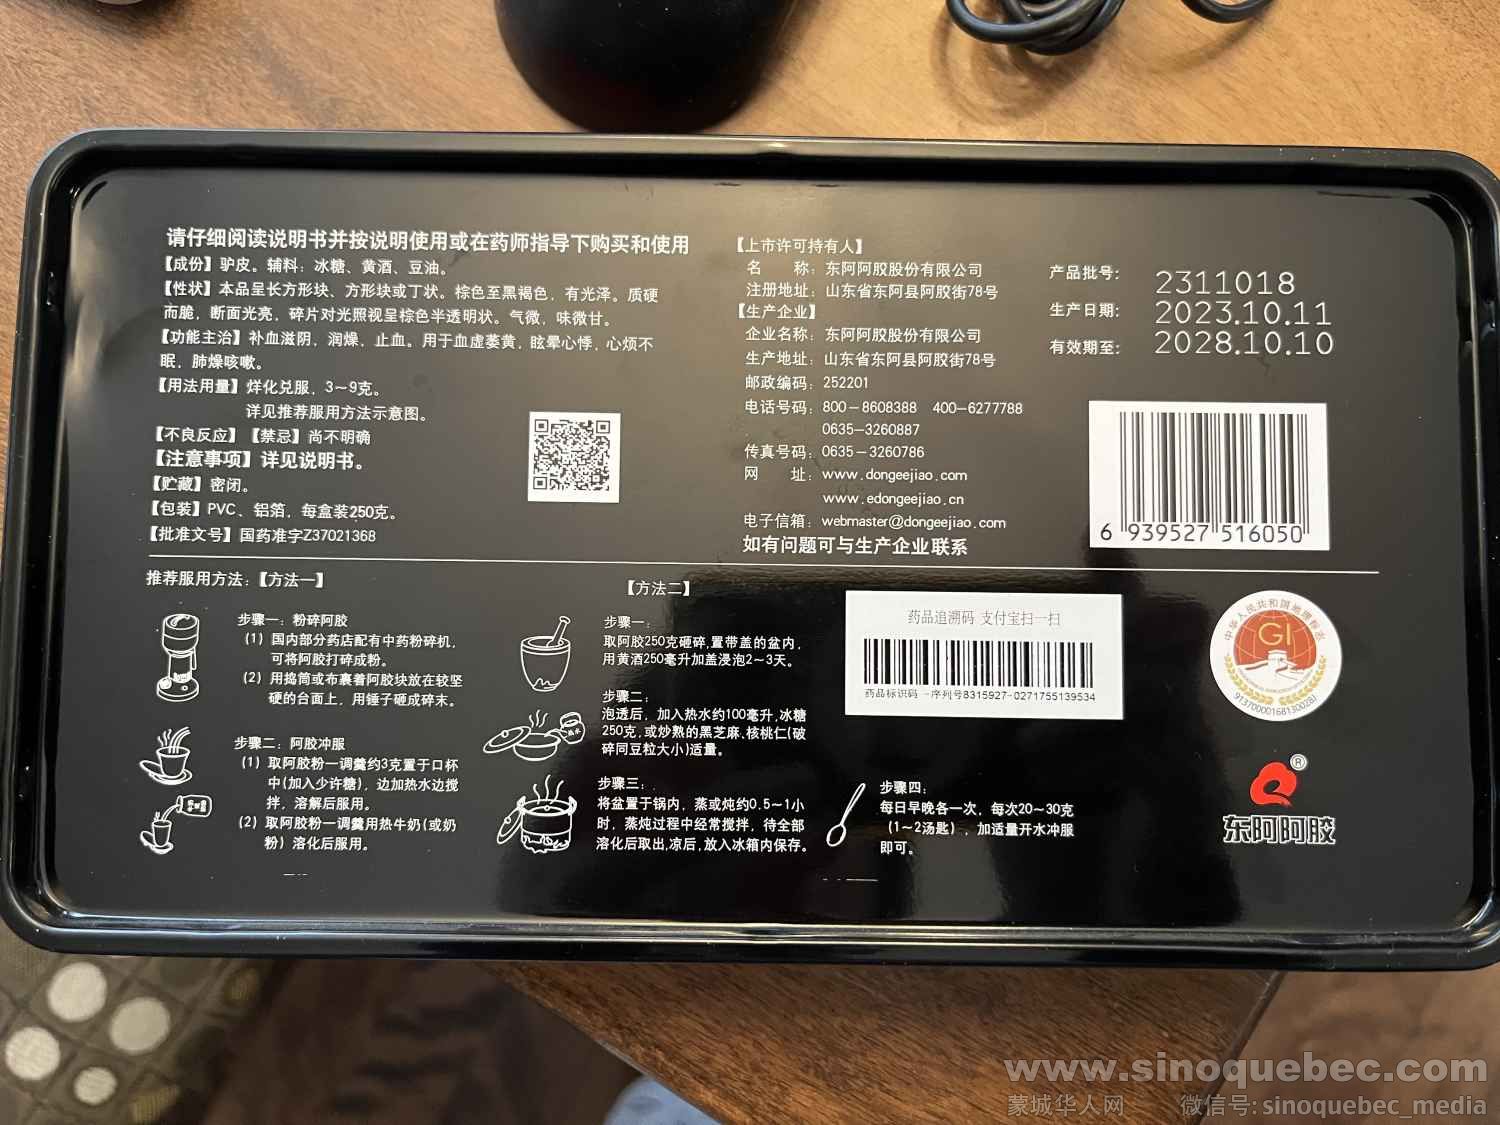 请仔细阅读说明书并按说明使用或在药师指导下购买和使用
【成份】驴皮。辅料：冰糖、黄酒、豆油。
【性状】本品呈长方形块、方形块或丁状。棕色至黑褐色，有光泽。质硬
而脆，断面光亮，碎片对光照视呈棕色半透明状。气微，味微甘。
【功能主治】补血滋阴，润燥，止血。用于血虚萎黄，眩晕心悸，心烦不
眠，肺燥咳嗽。
【用法用量】烊化兑服，3~9克。
详见推荐服用方法示意图。
【不良反应】【禁忌】尚不明确
【注意事项】详见说明书。
【贮藏】密闭。
【包装】PVC、铝箔，每盒装250克。
【批准文号】国药准字Z37021368
【上市许可持有人】
名 称：东阿阿胶股份有限公司
注册地址：山东省东阿县阿胶街78号
【生产企业】
企业名称：东阿阿胶股份有限公司
生产地址：山东省东阿县阿胶街78号
邮政编码：252201
电话号码：800-8608388 400-6277788
0635-3260887
传真号码：0635-3260786
网 址：www.dongeejiao.com
www.edongeejiao.cn
电子信箱：webmaster@dongeejiao.com
如有问题可与生产企业联系
产品批号： 2311018
生产日期： 2023.10.11
有效期至： 2028.10.10
6 939527 516050
推荐服用方法：【方法一】
步骤一：粉碎阿胶
（1）国内部分药店配有中药粉碎机，
可将阿胶打碎成粉。
（2）用捣筒或布裹着阿胶块放在较坚
硬的台面上，用锤子砸成碎末。
步骤二：阿胶冲服
（1）取阿胶粉一调羹约3克置于口杯
中(加入少许糖)，边加热水边搅
拌，溶解后服用。
（2）取阿胶粉一调羹用热牛奶(或奶
粉）溶化后服用。
【方法二】
步骤一：
取阿胶250克砸碎,置带盖的盆内，
用黄酒250毫升加盖浸泡2~3天。
步骤二：
泡透后，加入热水约100毫升,冰糖
250克,或炒熟的黑芝麻.核桃仁(破
碎同豆粒大小)适量。
步骤三：
将盆置于锅内，蒸或炖约0.5~1小
时，蒸炖过程中经常搅拌，待全部
溶化后取出,凉后,放入冰箱内保存。
步骤四：
每日早晚各一次，每次20~30克
（1~2汤匙），加适量开水冲服
即可。
药品追溯码 支付宝扫一扫
药品标识码 -序列号8315927-0271755139534
中华人民共和国地理标志
GI
®
东阿阿胶
www.sinoquebec.com
蒙城华人网 微信号: sinoquebec_media